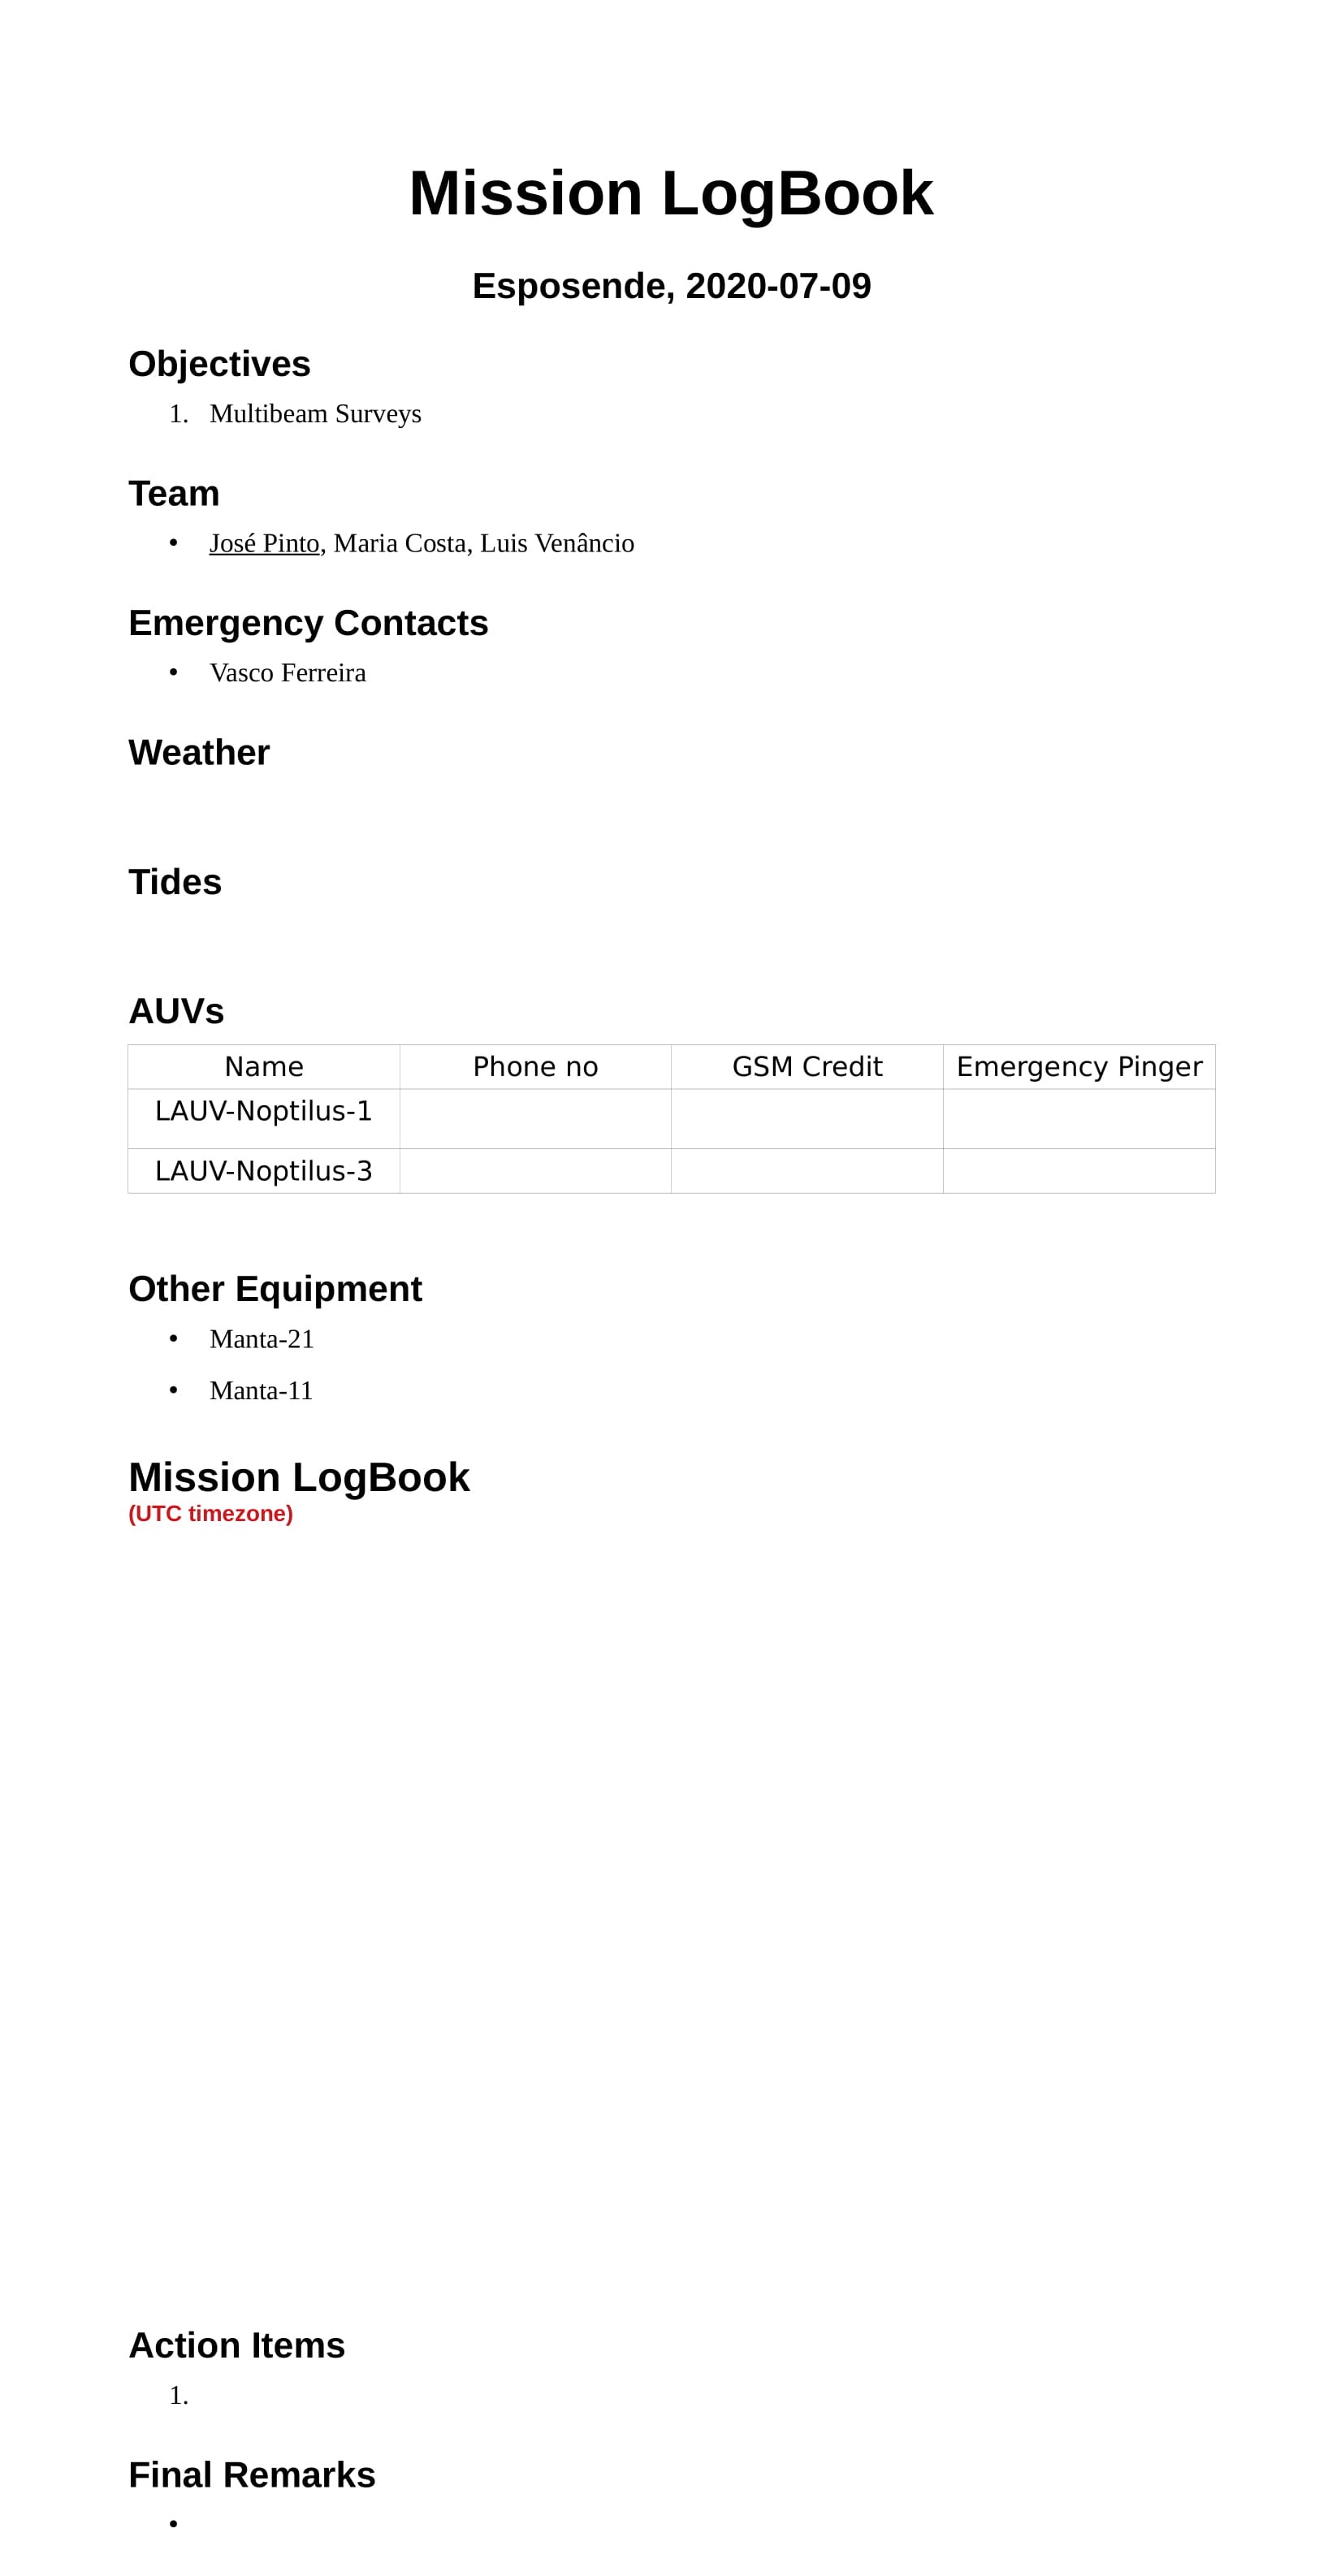 Mission LogBook
Esposende, 2020-07-09
Objectives
1. Multibeam Surveys
Team
• José Pinto, Maria Costa, Luis Venâncio
Emergency Contacts
• Vasco Ferreira
Weather
Tides
AUVs
Name Phone no GSM Credit Emergency Pinger
LAUV-Noptilus-1
LAUV-Noptilus-3
Other Equipment
• Manta-21
• Manta-11
Mission LogBook
(UTC timezone)
Action Items
1.
Final Remarks
•